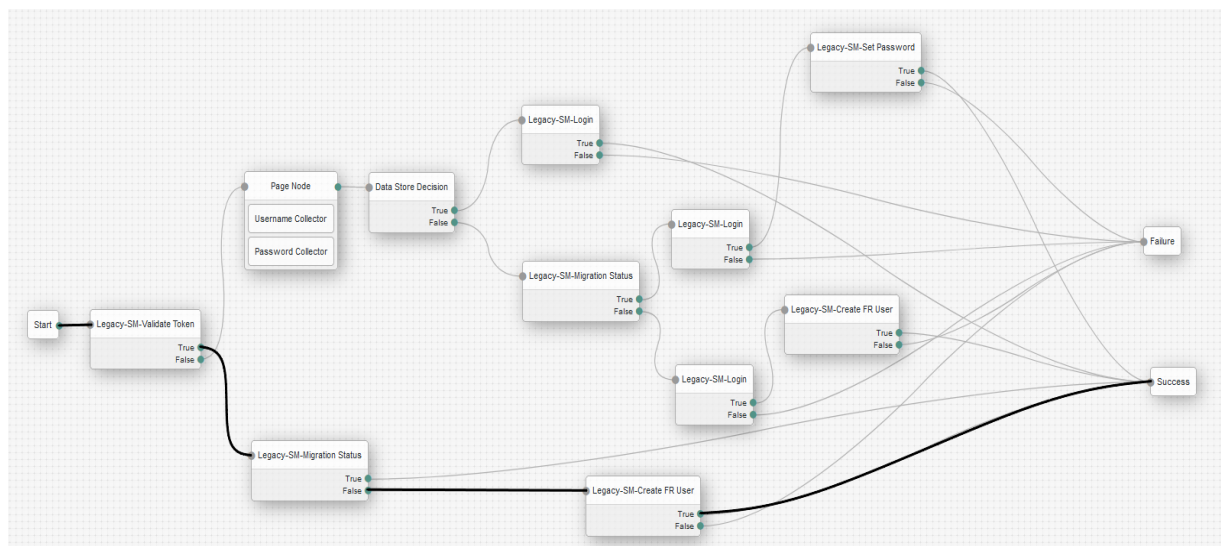 Legacy-SM-Set Password
True
False
Legacy-SM-Login
True
False
Page Node
Username Collector
Password Collector
Data Store Decision
True
False
Legacy-SM-Login
True
False
Failure
Legacy-SM-Migration Status
True
False
Start
Legacy-SM-Validate Token
True
False
Legacy-SM-Create FR User
True
False
Legacy-SM-Login
True
False
Success
Legacy-SM-Migration Status
True
False
Legacy-SM-Create FR User
True
False